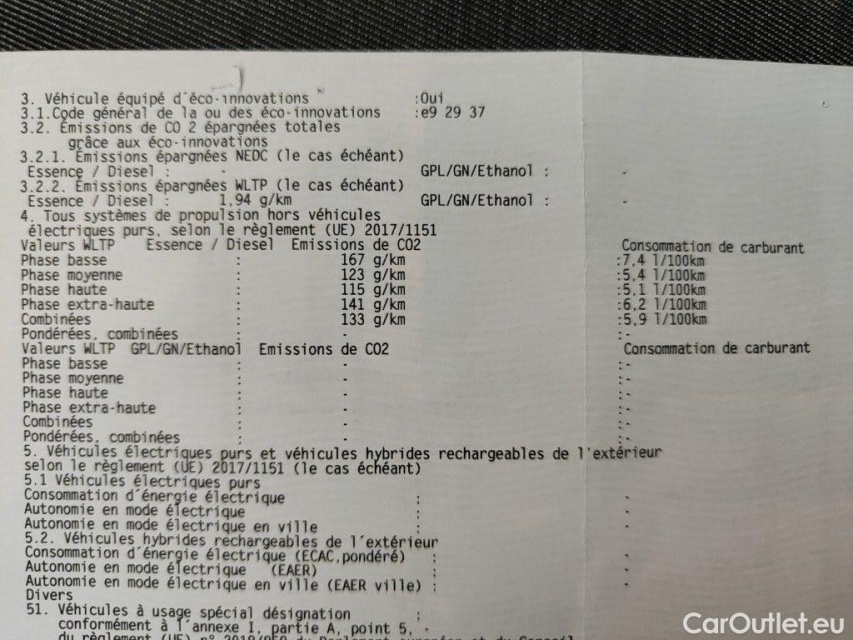 3. Véhicule équipé d'éco-innovations :Oui
3.1.Code général de la ou des éco-innovations :e9 29 37
3.2. Émissions de CO 2 épargnées totales
grâce aux éco-innovations
3.2.1. Émissions épargnées NEDC (le cas échéant)
Essence / Diesel : - GPL/GN/Ethanol : -
3.2.2. Émissions épargnées WLTP (le cas échéant)
Essence / Diesel : 1,94 g/km GPL/GN/Ethanol : -
4. Tous systèmes de propulsion hors véhicules
électriques purs, selon le règlement (UE) 2017/1151
Valeurs WLTP Essence / Diesel Emissions de CO2 Consommation de carburant
Phase basse : 167 g/km :7,4 l/100km
Phase moyenne : 123 g/km :5,4 l/100km
Phase haute : 115 g/km :5,1 l/100km
Phase extra-haute : 141 g/km :6,2 l/100km
Combinées : 133 g/km :5,9 l/100km
Pondérées, combinées : - :-
Valeurs WLTP GPL/GN/Ethanol Emissions de CO2 Consommation de carburant
Phase basse : - :-
Phase moyenne : - :-
Phase haute : - :-
Phase extra-haute : - :-
Combinées : - :-
Pondérées, combinées : - :-
5. Véhicules électriques purs et véhicules hybrides rechargeables de l'extérieur
selon le règlement (UE) 2017/1151 (le cas échéant)
5.1 Véhicules électriques purs
Consommation d'énergie électrique : -
Autonomie en mode électrique : -
Autonomie en mode électrique en ville : -
5.2. Véhicules hybrides rechargeables de l'extérieur
Consommation d'énergie électrique (ECAC,pondéré) : -
Autonomie en mode électrique (EAER) : -
Autonomie en mode électrique en ville (EAER ville) : -
Divers
51. Véhicules à usage spécial désignation :
conformément à l'annexe I, partie A, point 5, -
du règlement (UE) n° 2018/858 du Parlement européen et du Conseil
CarOutlet.eu